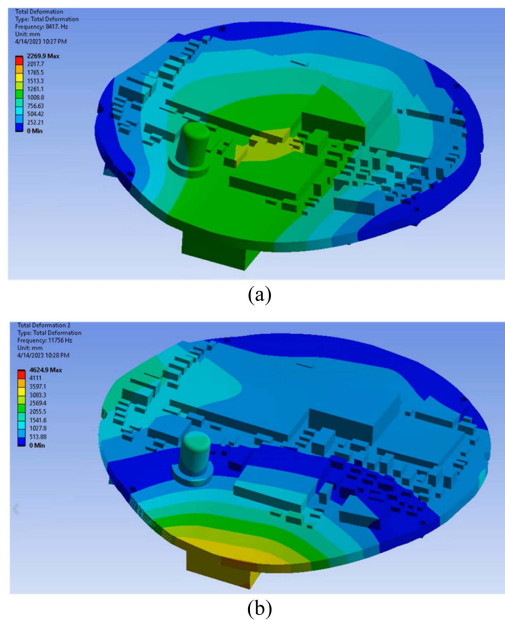 Total Deformation
Type: Total Deformation
Frequency: 8417. Hz
Unit: mm
4/14/2023 10:27 PM
2269.9 Max
2017.7
1765.5
1513.3
1261.1
1008.8
756.63
504.42
252.21
0 Min
(a)
Total Deformation 2
Type: Total Deformation
Frequency: 11756 Hz
Unit: mm
4/14/2023 10:28 PM
4624.9 Max
4111
3597.1
3083.3
2569.4
2055.5
1541.6
1027.8
513.88
0 Min
(b)